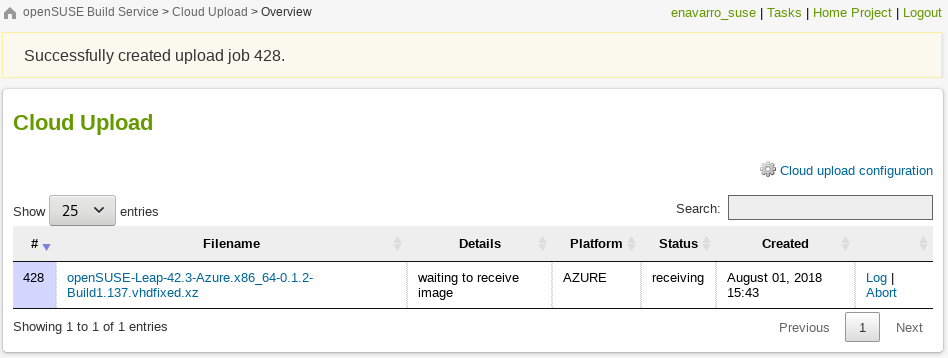 openSUSE Build Service > Cloud Upload > Overview
enavarro_suse | Tasks | Home Project | Logout
Successfully created upload job 428.
Cloud Upload
Cloud upload configuration
Show 25 entries
Search:
# Filename Details Platform Status Created
428 openSUSE-Leap-42.3-Azure.x86_64-0.1.2- waiting to receive AZURE receiving August 01, 2018 Log |
Build1.137.vhdfixed.xz image 15:43 Abort
Showing 1 to 1 of 1 entries
Previous 1 Next